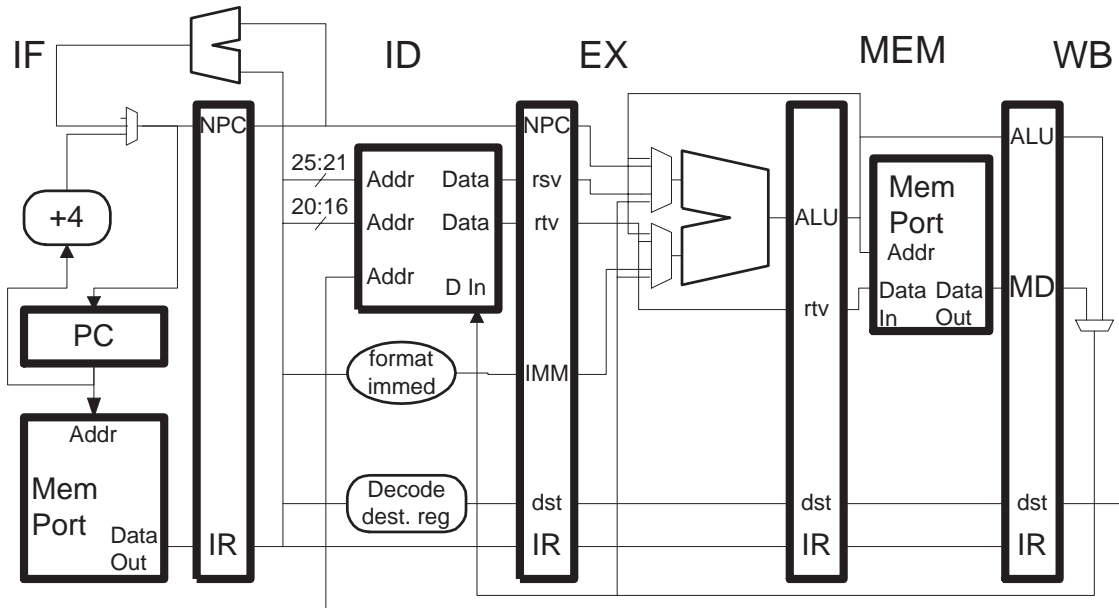 IF
ID
EX
MEM
WB
NPC
25:21
20:16
Addr
Data
Addr
Data
Addr
D In
NPC
rsv
rtv
ALU
Mem
Port
Addr
Data
In
Data
Out
ALU
MD
+4
PC
rtv
format
immed
IMM
Addr
Mem
Port
Data
Out
Decode
dest. reg
dst
dst
dst
IR
IR
IR
IR